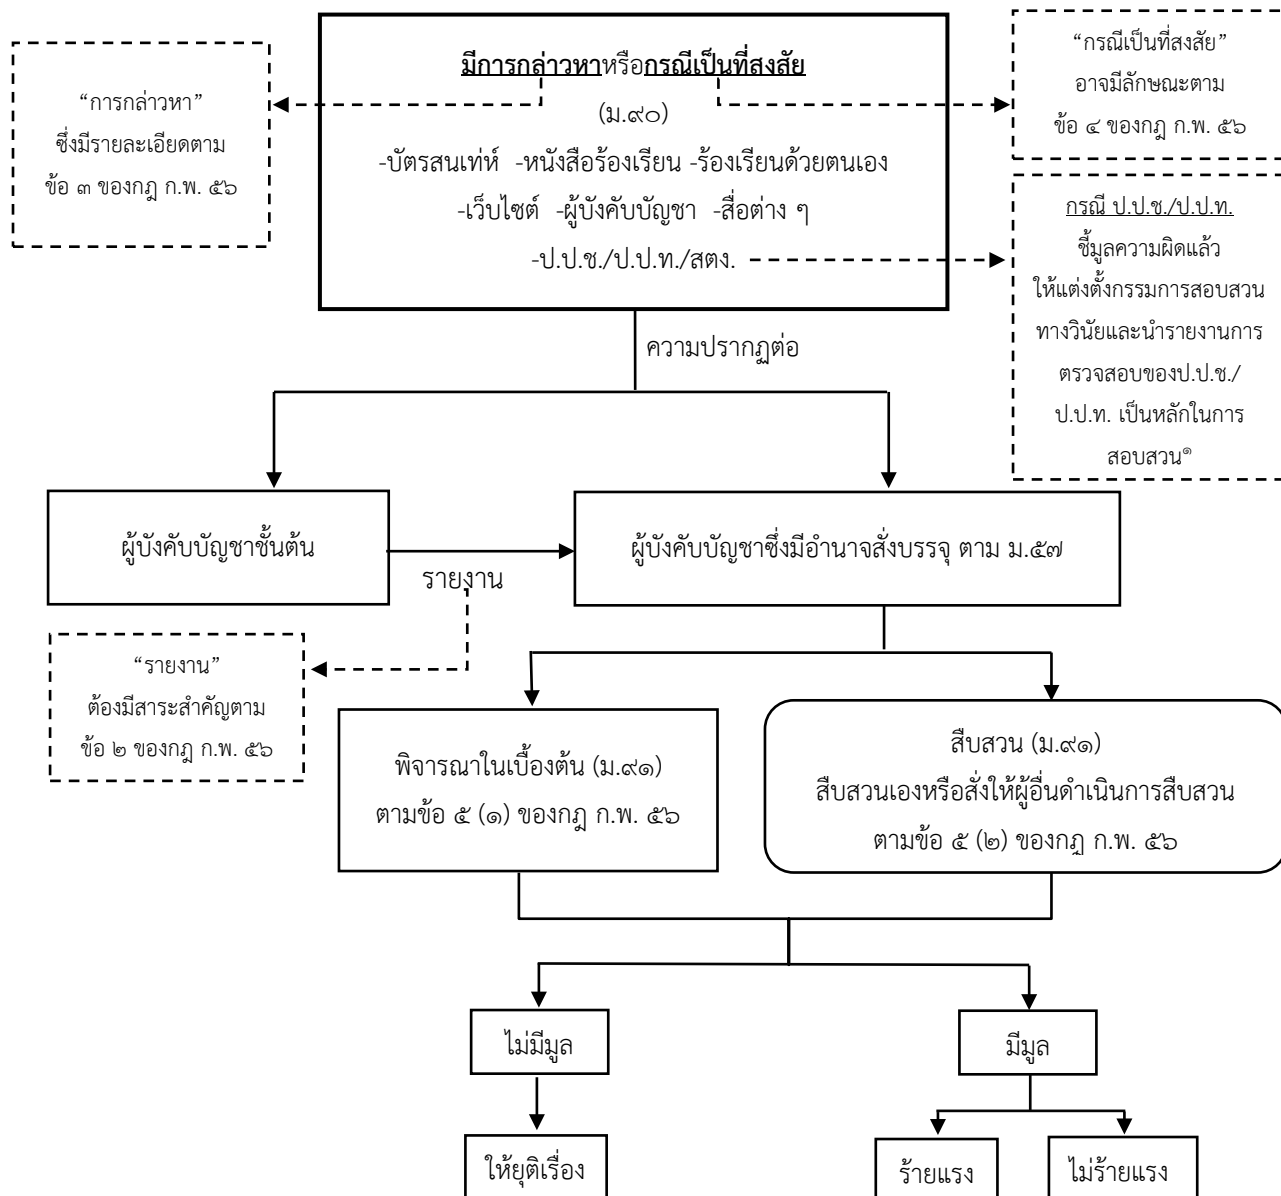 มีการกล่าวหาหรือกรณีเป็นที่สงสัย
(ม.๙๐)
-บัตรสนเท่ห์ -หนังสือร้องเรียน -ร้องเรียนด้วยตนเอง
-เว็บไซต์ -ผู้บังคับบัญชา -สื่อต่าง ๆ
-ป.ป.ช./ป.ป.ท./สตง.
“การกล่าวหา”
ซึ่งมีรายละเอียดตาม
ข้อ ๓ ของกฎ ก.พ. ๕๖
“กรณีเป็นที่สงสัย”
อาจมีลักษณะตาม
ข้อ ๔ ของกฎ ก.พ. ๕๖
กรณี ป.ป.ช./ป.ป.ท.
ชี้มูลความผิดแล้ว
ให้แต่งตั้งกรรมการสอบสวน
ทางวินัยและนำรายงานการ
ตรวจสอบของป.ป.ช./
ป.ป.ท. เป็นหลักในการ
สอบสวน๑
ความปรากฏต่อ
ผู้บังคับบัญชาชั้นต้น
รายงาน
ผู้บังคับบัญชาซึ่งมีอำนาจสั่งบรรจุ ตาม ม.๕๗
“รายงาน”
ต้องมีสาระสำคัญตาม
ข้อ ๒ ของกฎ ก.พ. ๕๖
พิจารณาในเบื้องต้น (ม.๙๑)
ตามข้อ ๕ (๑) ของกฎ ก.พ. ๕๖
สืบสวน (ม.๙๑)
สืบสวนเองหรือสั่งให้ผู้อื่นดำเนินการสืบสวน
ตามข้อ ๕ (๒) ของกฎ ก.พ. ๕๖
ไม่มีมูล
มีมูล
ให้ยุติเรื่อง
ร้ายแรง
ไม่ร้ายแรง